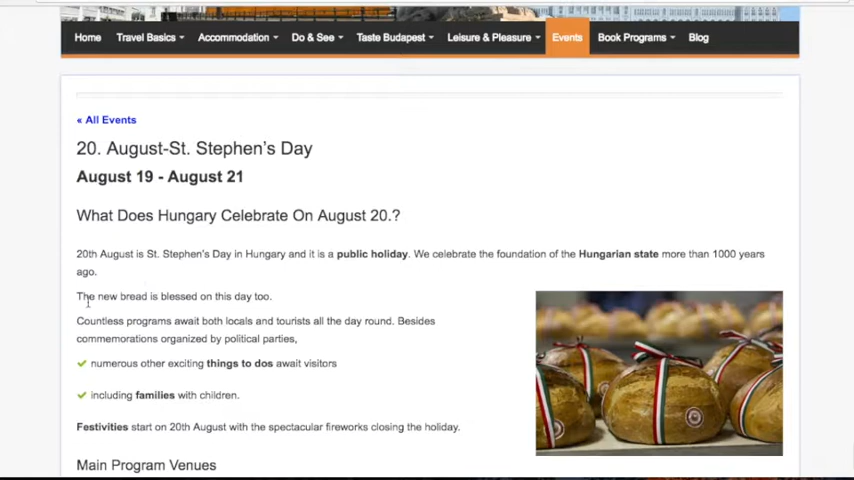 Home Travel Basics Accommodation Do & See Taste Budapest Leisure & Pleasure Events Book Programs Blog
« All Events
20. August-St. Stephen's Day
August 19 - August 21
What Does Hungary Celebrate On August 20.?
20th August is St. Stephen's Day in Hungary and it is a public holiday. We celebrate the foundation of the Hungarian state more than 1000 years
ago.
The new bread is blessed on this day too.
Countless programs await both locals and tourists all the day round. Besides
commemorations organized by political parties,
numerous other exciting things to dos await visitors
including families with children.
Festivities start on 20th August with the spectacular fireworks closing the holiday.
Main Program Venues